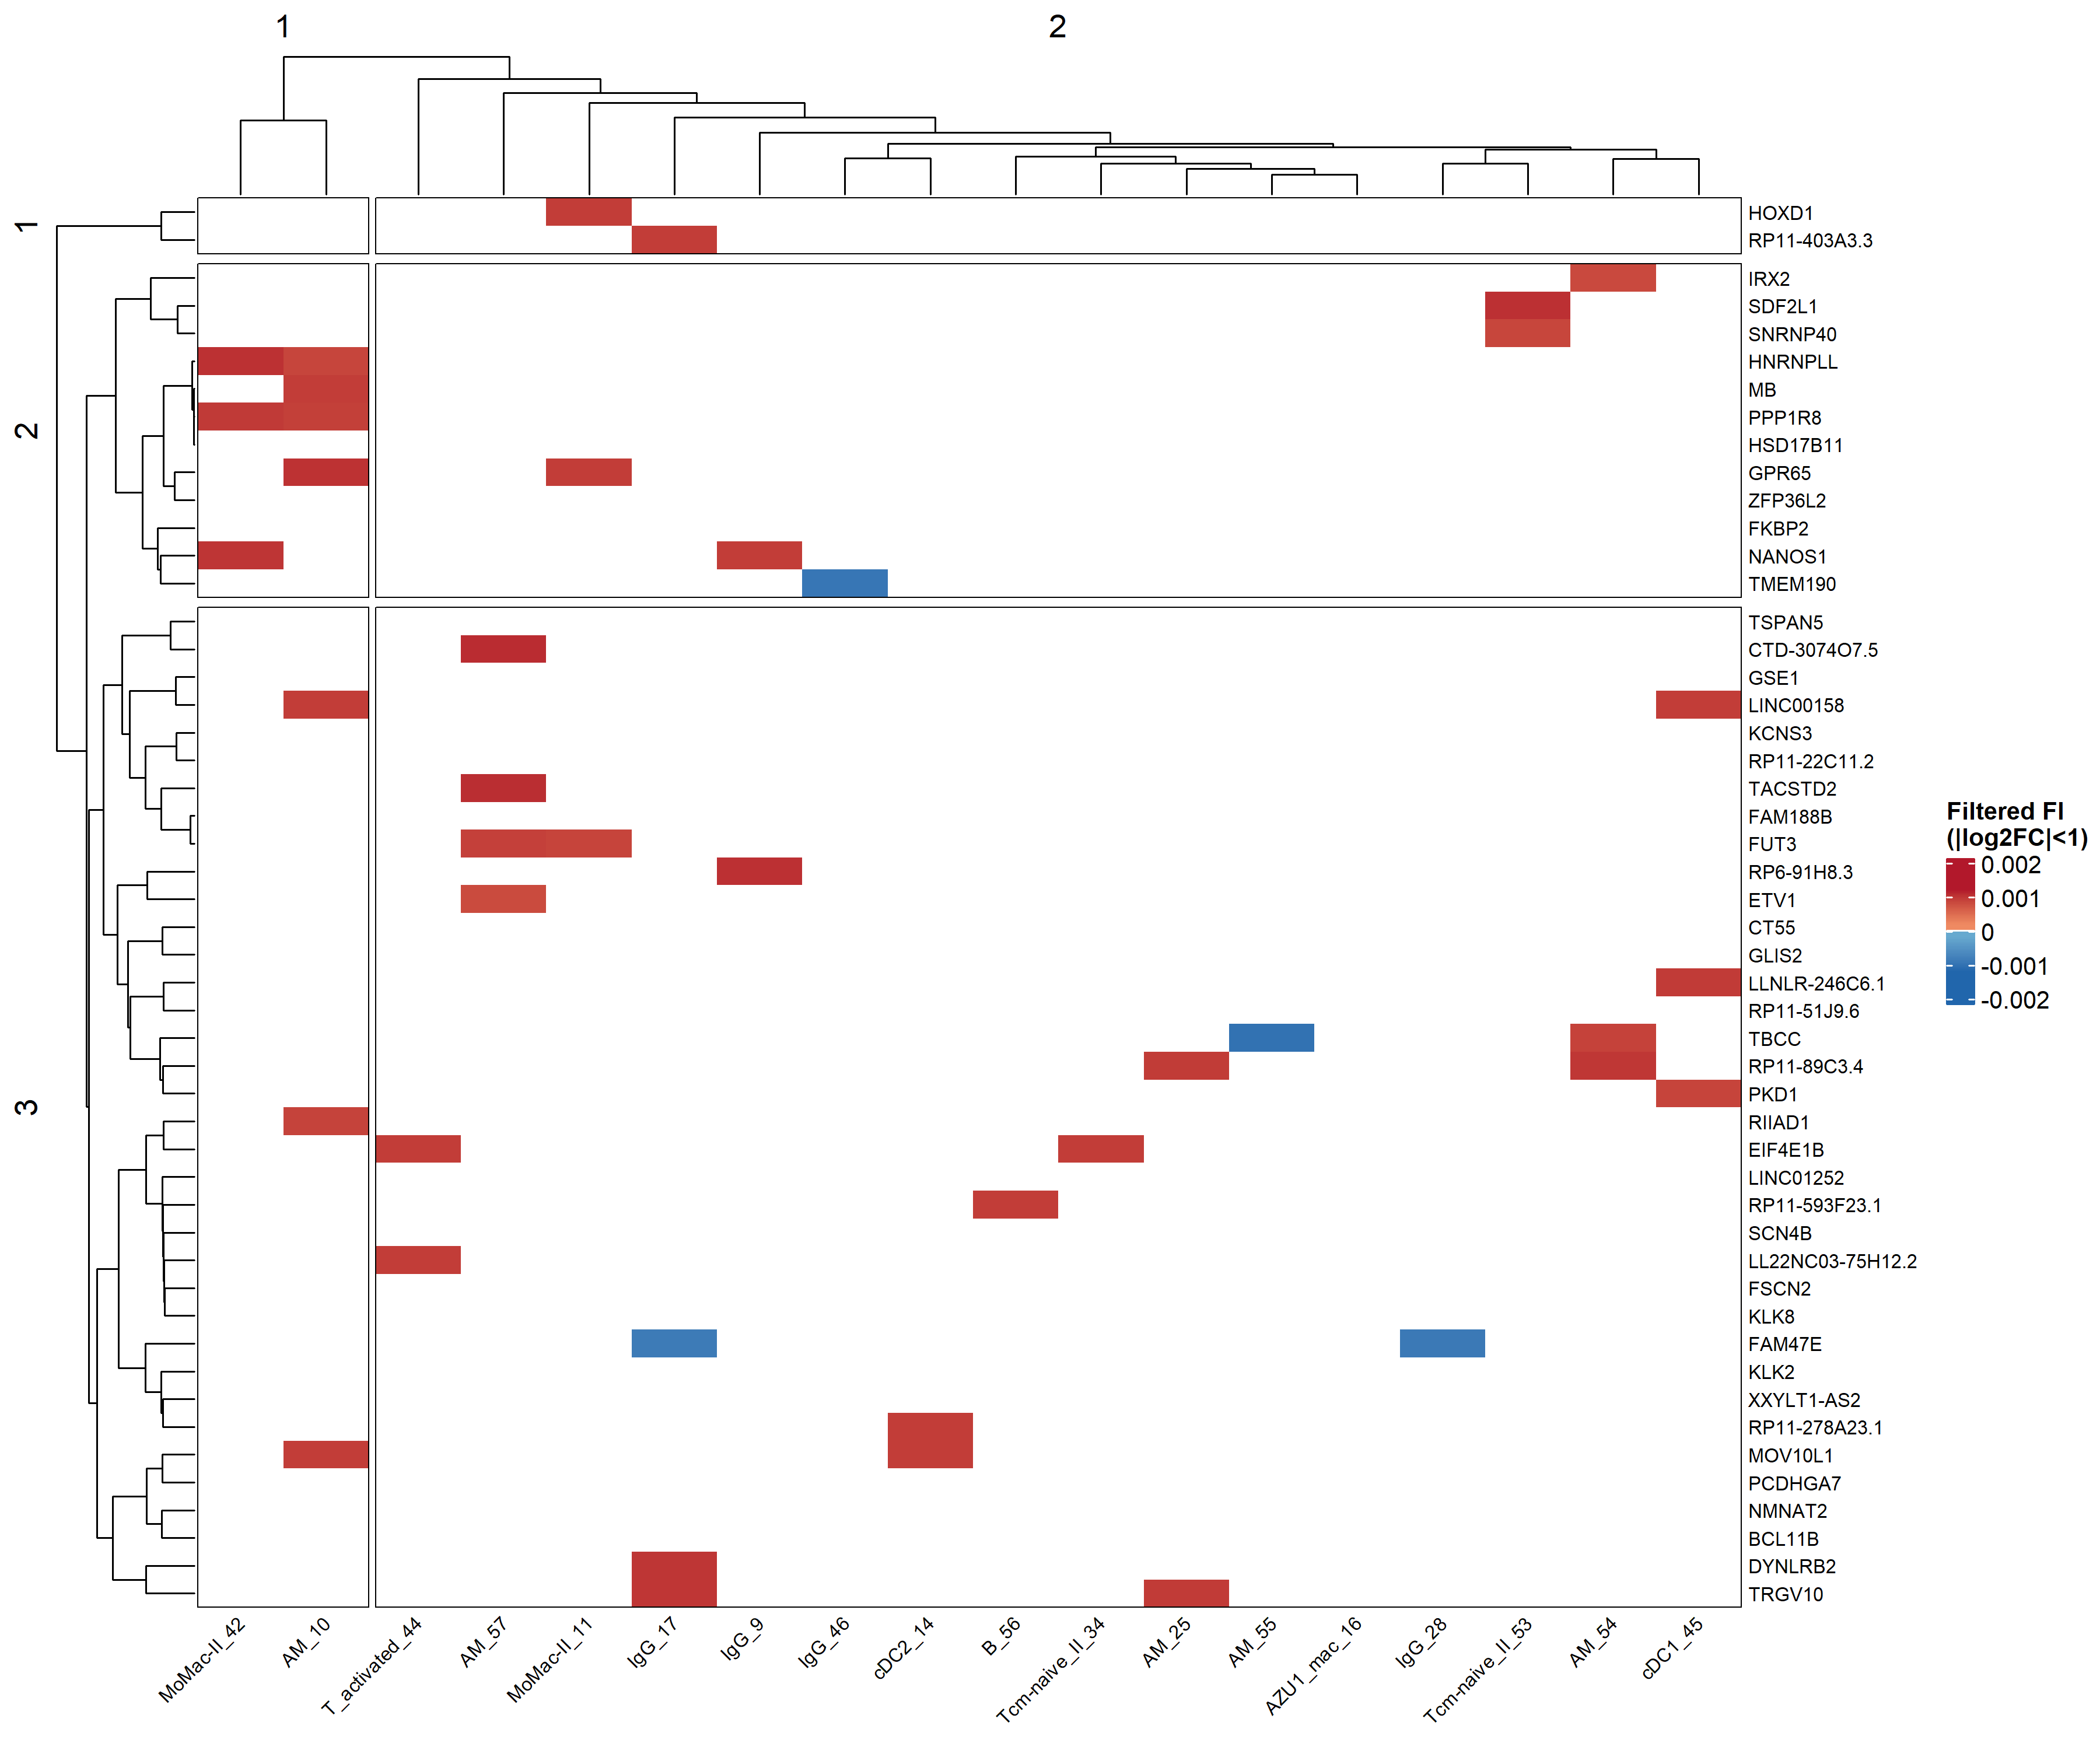 1
2
1
2
3
HOXD1
RP11-403A3.3
IRX2
SDF2L1
SNRNP40
HNRNPLL
MB
PPP1R8
HSD17B11
GPR65
ZFP36L2
FKBP2
NANOS1
TMEM190
TSPAN5
CTD-3074O7.5
GSE1
LINC00158
KCNS3
RP11-22C11.2
TACSTD2
FAM188B
FUT3
RP6-91H8.3
ETV1
CT55
GLIS2
LLNLR-246C6.1
RP11-51J9.6
TBCC
RP11-89C3.4
PKD1
RIIAD1
EIF4E1B
LINC01252
RP11-593F23.1
SCN4B
LL22NC03-75H12.2
FSCN2
KLK8
FAM47E
KLK2
XXYLT1-AS2
RP11-278A23.1
MOV10L1
PCDHGA7
NMNAT2
BCL11B
DYNLRB2
TRGV10
Filtered FI
(|log2FC|<1)
0.002
0.001
0
-0.001
-0.002
MoMac-II_42
AM_10
T_activated_44
AM_57
MoMac-II_11
IgG_17
IgG_9
IgG_46
cDC2_14
B_56
Tcm-naive_II_34
AM_25
AM_55
AZU1_mac_16
IgG_28
Tcm-naive_II_53
AM_54
cDC1_45